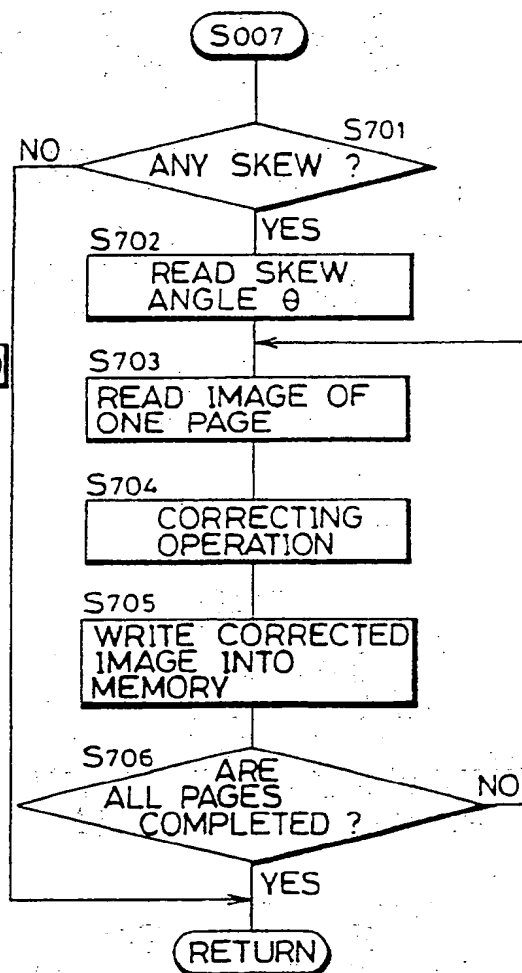 S007
S701
NO
ANY SKEW ?
YES
S702
READ SKEW
ANGLE θ
S703
READ IMAGE OF
ONE PAGE
S704
CORRECTING
OPERATION
S705
WRITE CORRECTED
IMAGE INTO
MEMORY
S706
ARE
ALL PAGES
COMPLETED ?
NO
YES
RETURN